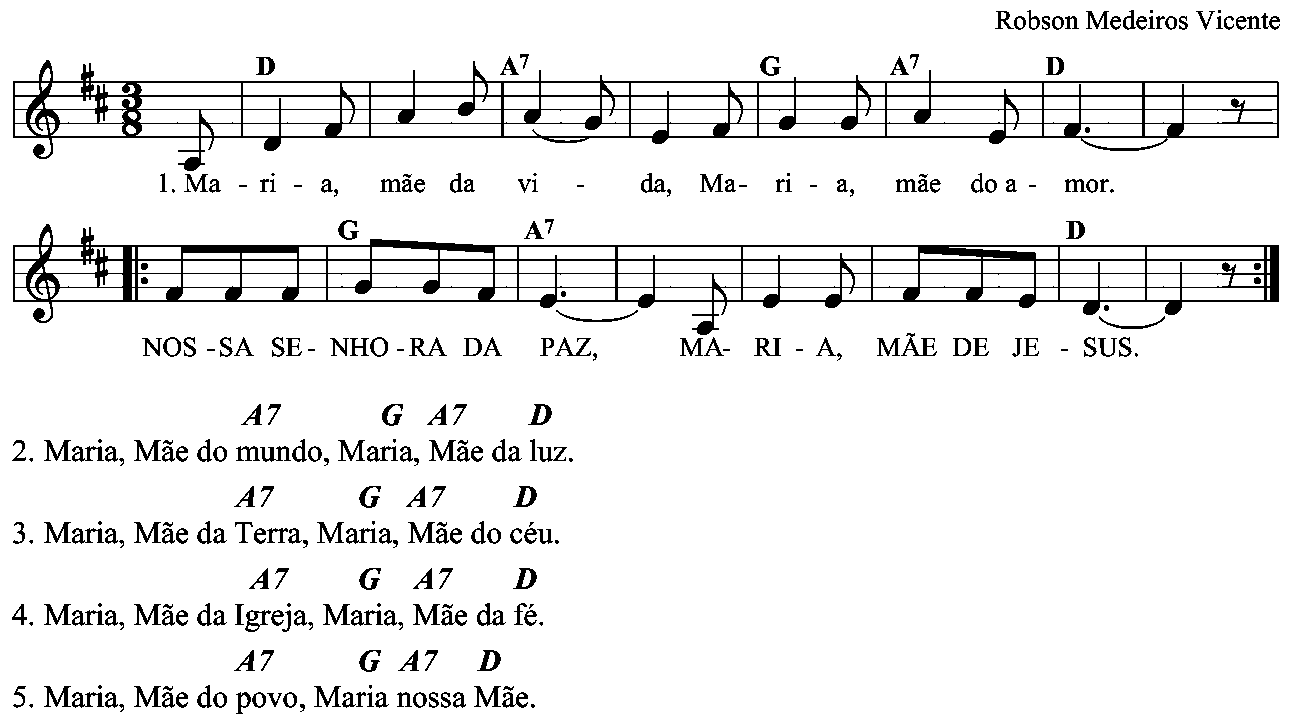 Robson Medeiros Vicente
D A7 G A7 D
3
8
1. Ma - ri - a, mãe da vi - da, Ma - ri - a, mãe do a - mor.
G A7 D
NOS - SA SE - NHO - RA DA PAZ, MA - RI - A, MÃE DE JE - SUS.
A7 G A7 D
2. Maria, Mãe do mundo, Maria, Mãe da luz.
A7 G A7 D
3. Maria, Mãe da Terra, Maria, Mãe do céu.
A7 G A7 D
4. Maria, Mãe da Igreja, Maria, Mãe da fé.
A7 G A7 D
5. Maria, Mãe do povo, Maria nossa Mãe.